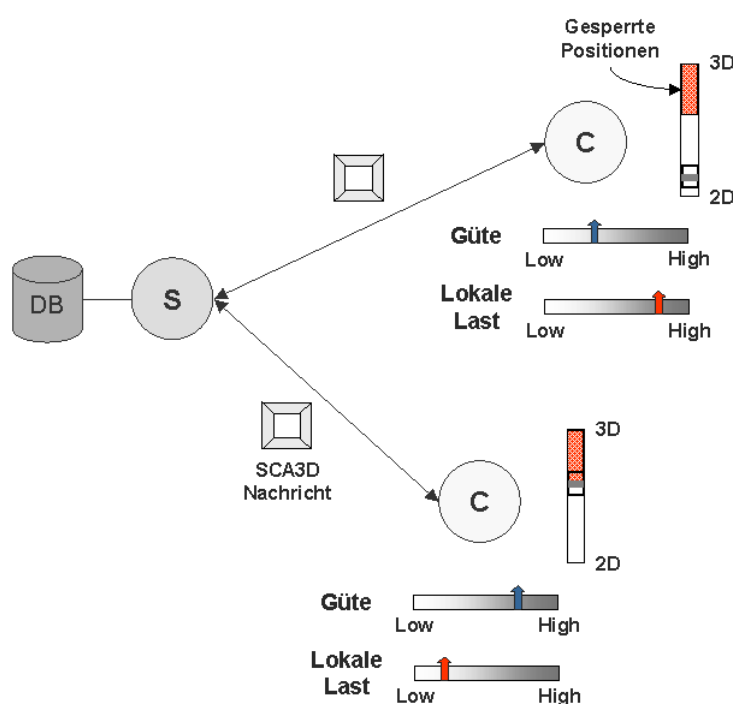 Gesperrte
Positionen
3D
C
2D
Güte
Low
High
DB
S
Lokale
Last
Low
High
SCA3D
Nachricht
3D
C
2D
Güte
Low
High
Lokale
Last
Low
High